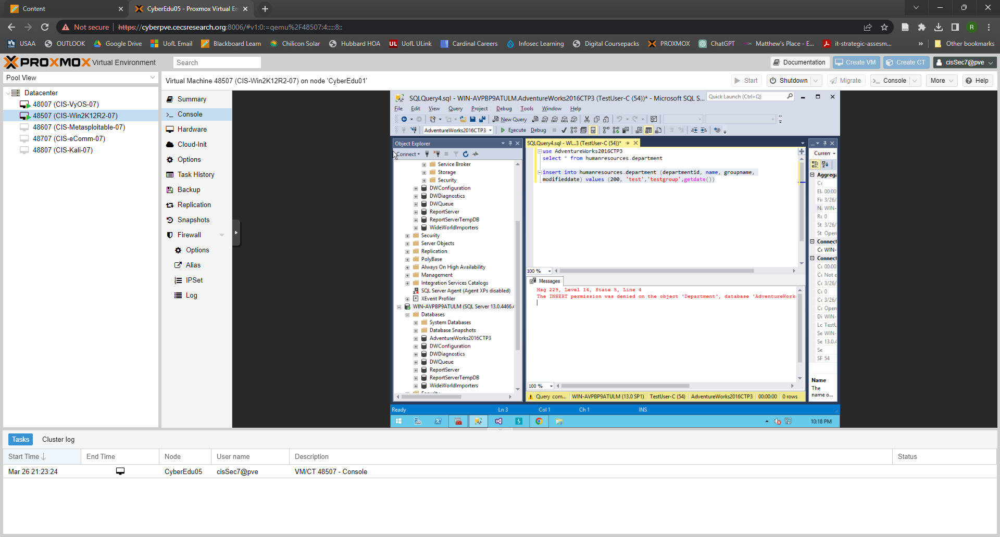 Content
CyberEdu05 - Proxmox Virtual En
Not secure
https://cyberpve.cecsresearch.org:8006/#v1:0:=qemu%2F48507:4:::::8::
R
USAA
OUTLOOK
Google Drive
UofL Email
Blackboard Learn
Chilicon Solar
Hubbard HOA
UofL ULink
Cardinal Careers
Infosec Learning
Digital Coursepacks
PROXMOX
ChatGPT
Matthew's Place - E...
it-strategic-assesm...
»
Other bookmarks
PROXMOX Virtual Environment
Search
Documentation
Create VM
Create CT
cisSec7@pve
Pool View
Virtual Machine 48507 (CIS-Win2K12R2-07) on node 'CyberEdu01'
Start
Shutdown
Migrate
Console
More
Help
Datacenter
48007 (CIS-VyOS-07)
48507 (CIS-Win2K12R2-07)
48607 (CIS-Metasploitable-07)
48707 (CIS-eComm-07)
48807 (CIS-Kali-07)
Summary
Console
Hardware
Cloud-Init
Options
Task History
Backup
Replication
Snapshots
Firewall
Options
Alias
IPSet
Log
SQLQuery4.sql - WIN-AVPBP9ATULM.AdventureWorks2016CTP3 (TestUser-C (54))* - Microsoft SQL S...
Quick Launch (Ctrl+Q)
File Edit View Query Project Debug Tools Window Help
New Query
AdventureWorks2016CTP3
Execute Debug
Object Explorer
Connect
Service Broker
Storage
Security
DWConfiguration
DWDiagnostics
DWQueue
ReportServer
ReportServerTempDB
WideWorldImporters
Security
Server Objects
Replication
PolyBase
Always On High Availability
Management
Integration Services Catalogs
SQL Server Agent (Agent XPs disabled)
XEvent Profiler
WIN-AVPBP9ATULM (SQL Server 13.0.4466.4
Databases
System Databases
Database Snapshots
AdventureWorks2016CTP3
DWConfiguration
DWDiagnostics
DWQueue
ReportServer
ReportServerTempDB
WideWorldImporters
SQLQuery4.sql - WI...3 (TestUser-C (54))*
use AdventureWorks2016CTP3
select * from humanresources.department
insert into humanresources.department (departmentid, name, groupname,
modifieddate) values (200, 'test','testgroup',getdate())
100 %
Messages
Msg 229, Level 14, State 5, Line 4
The INSERT permission was denied on the object 'Department', database 'AdventureWork
100 %
Query com...
WIN-AVPBP9ATULM (13.0 SP1)
TestUser-C (54)
AdventureWorks2016CTP3
00:00:00
0 rows
...
Curren
Aggrega
Cc
El: 00:00
Fi: 3/26/
N: WIN-
Rc 0
St 3/26/
St Open
Connect
Cc WIN-
Connect
Cc 00:00
Cc Not e
Cc 3/26/
Cc 0
Cc 3/26/
Cc Open
Di WIN-
Lc TestU
Se WIN-
Se 13.0.4
Se
SF 54
Name
The
name o...
Ready
Ln 3
Col 1
Ch 1
INS
10:18 PM
Tasks
Cluster log
Start Time
End Time
Node
User name
Description
Status
Mar 26 21:23:24
CyberEdu05
cisSec7@pve
VM/CT 48507 - Console